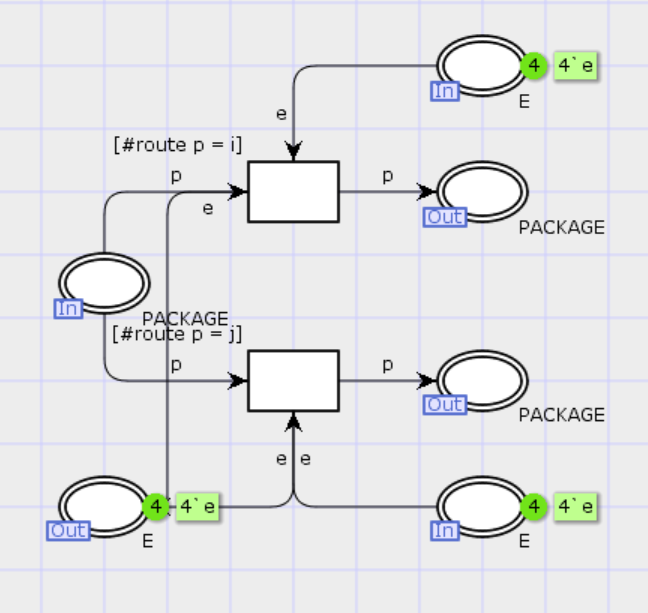 In
4
4`e
E
e
[#route p = i]
p
e
p
Out
PACKAGE
In
PACKAGE
[#route p = j]
p
p
Out
PACKAGE
e
e
Out
4
4`e
E
In
4
4`e
E